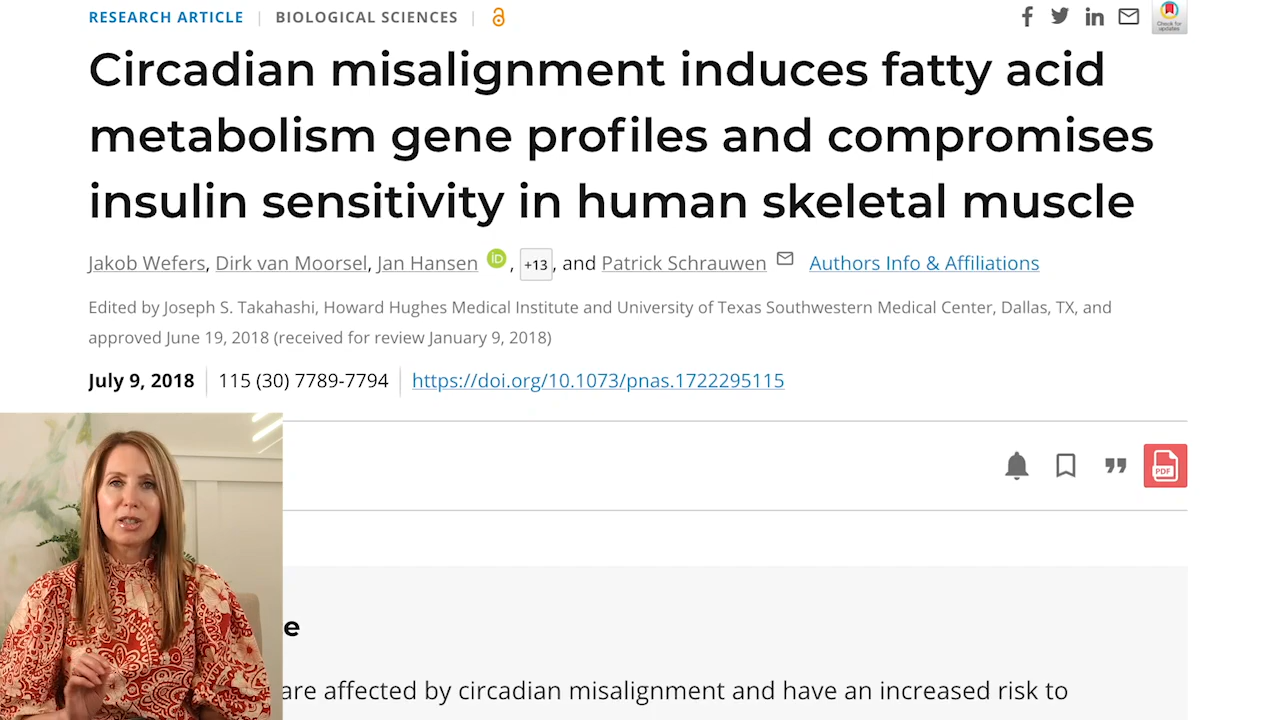 RESEARCH ARTICLE | BIOLOGICAL SCIENCES |
Check for updates
Circadian misalignment induces fatty acid
metabolism gene profiles and compromises
insulin sensitivity in human skeletal muscle
Jakob Wefers, Dirk van Moorsel, Jan Hansen iD, +13, and Patrick Schrauwen Authors Info & Affiliations
Edited by Joseph S. Takahashi, Howard Hughes Medical Institute and University of Texas Southwestern Medical Center, Dallas, TX, and
approved June 19, 2018 (received for review January 9, 2018)
July 9, 2018 | 115 (30) 7789-7794 | https://doi.org/10.1073/pnas.1722295115
PDF
e
are affected by circadian misalignment and have an increased risk to